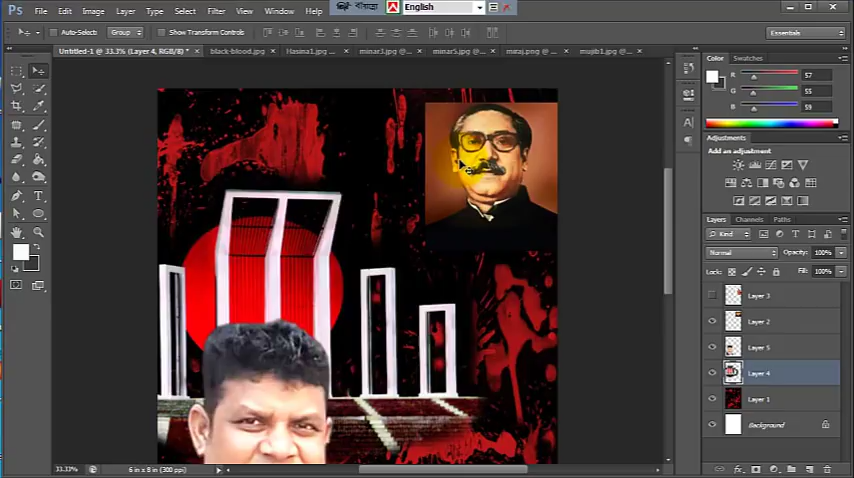 বাংলা English
Ps File Edit Image Layer Type Select Filter 3D View Window Help
Auto-Select: Group Show Transform Controls Essentials
Untitled-1 @ 33.3% (Layer 4, RGB/8) * black-blood.jpg Hasina1.jpg minar3.jpg @ ... minar5.jpg @ ... miraj.png @ ... mujib1.jpg @ ...
Color Swatches
R 57
G 55
B 59
Adjustments
Add an adjustment
Layers Channels Paths
Kind
Normal Opacity: 100%
Lock: Fill: 100%
Layer 3
Layer 2
Layer 5
Layer 4
Layer 1
Background
33.33% 6 in x 8 in (300 ppi)